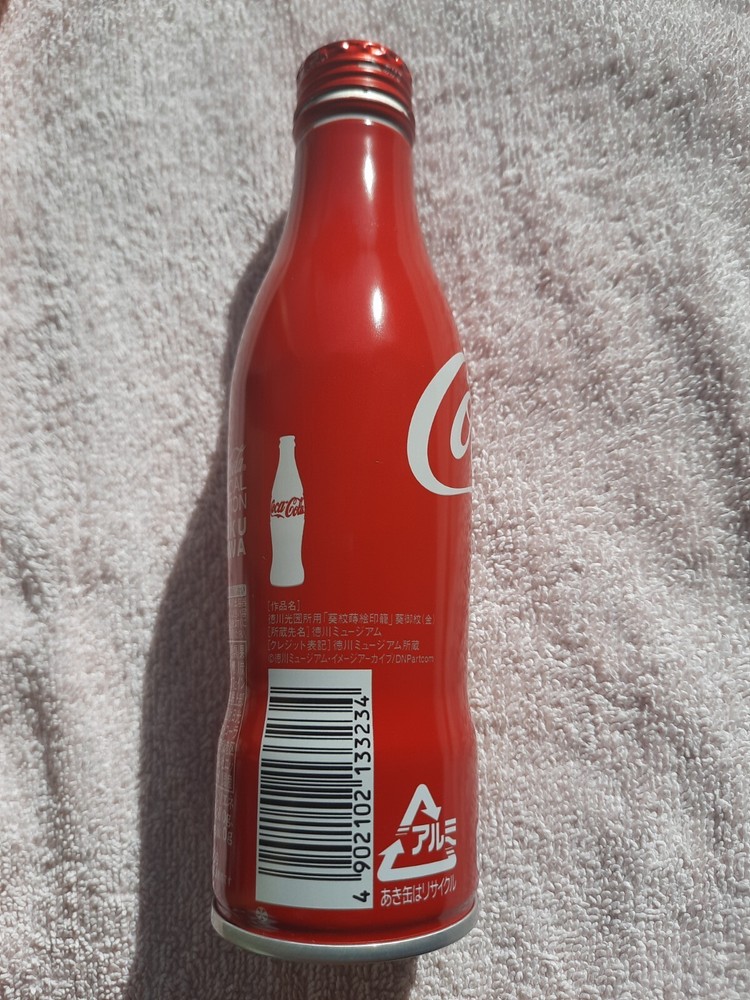 Coca-Cola
[作品名]
徳川光圀所用「葵紋蒔絵印籠」葵御紋(金)
[所蔵先名]徳川ミュージアム
[クレジット表記]徳川ミュージアム所蔵
©徳川ミュージアム・イメージアーカイブ/DNPartcom
4 902102 133234
アルミ
あき缶はリサイクル